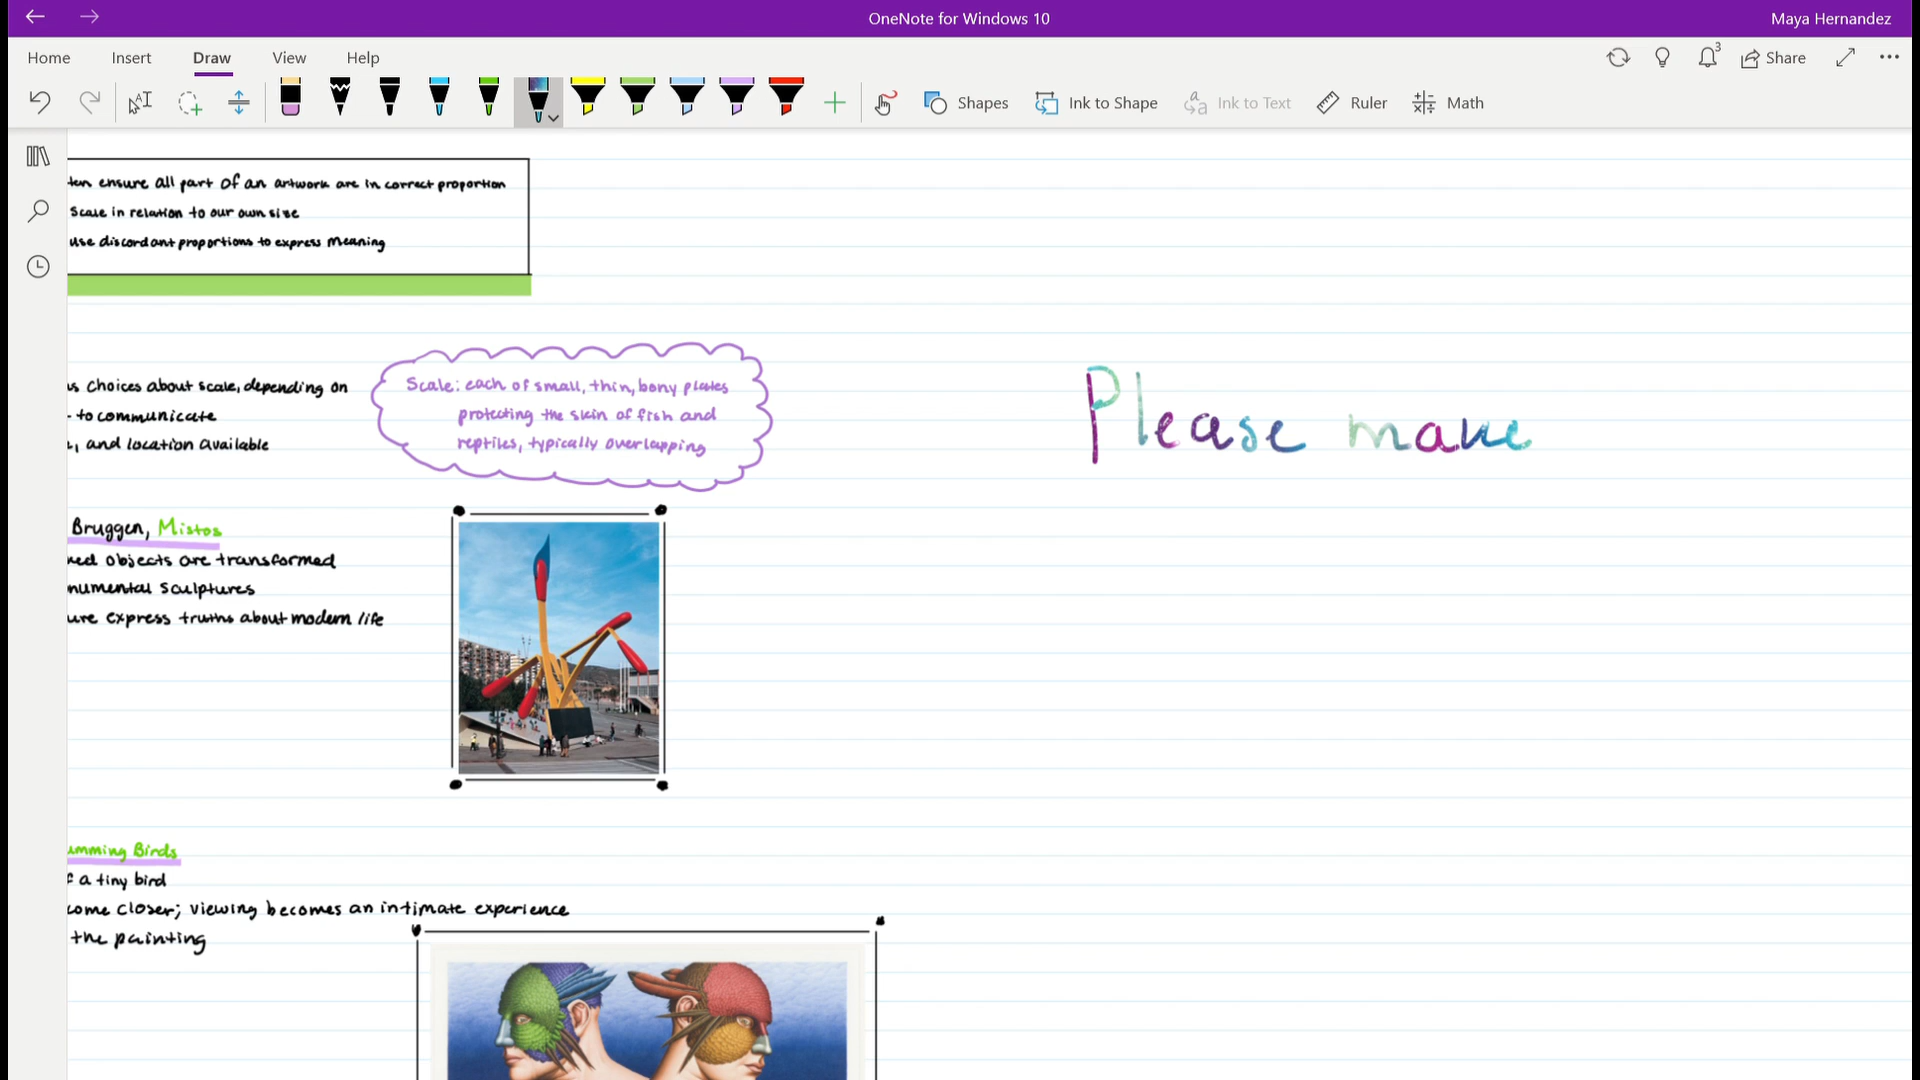 OneNote for Windows 10
Maya Hernandez
Home Insert Draw View Help
3 Share
Shapes Ink to Shape Ink to Text Ruler Math
ensure all part of an artwork are in correct proportion
Scale in relation to our own size
use discordant proportions to express meaning
choices about scale, depending on
to communicate
and location available
Scale: each of small, thin, bony plates
protecting the skin of fish and
reptiles, typically overlapping
Please make
Bruggen, Mistos
objects are transformed
sculptures
express truths about modern life
Birds
a tiny bird
come closer; viewing becomes an intimate experience
the painting